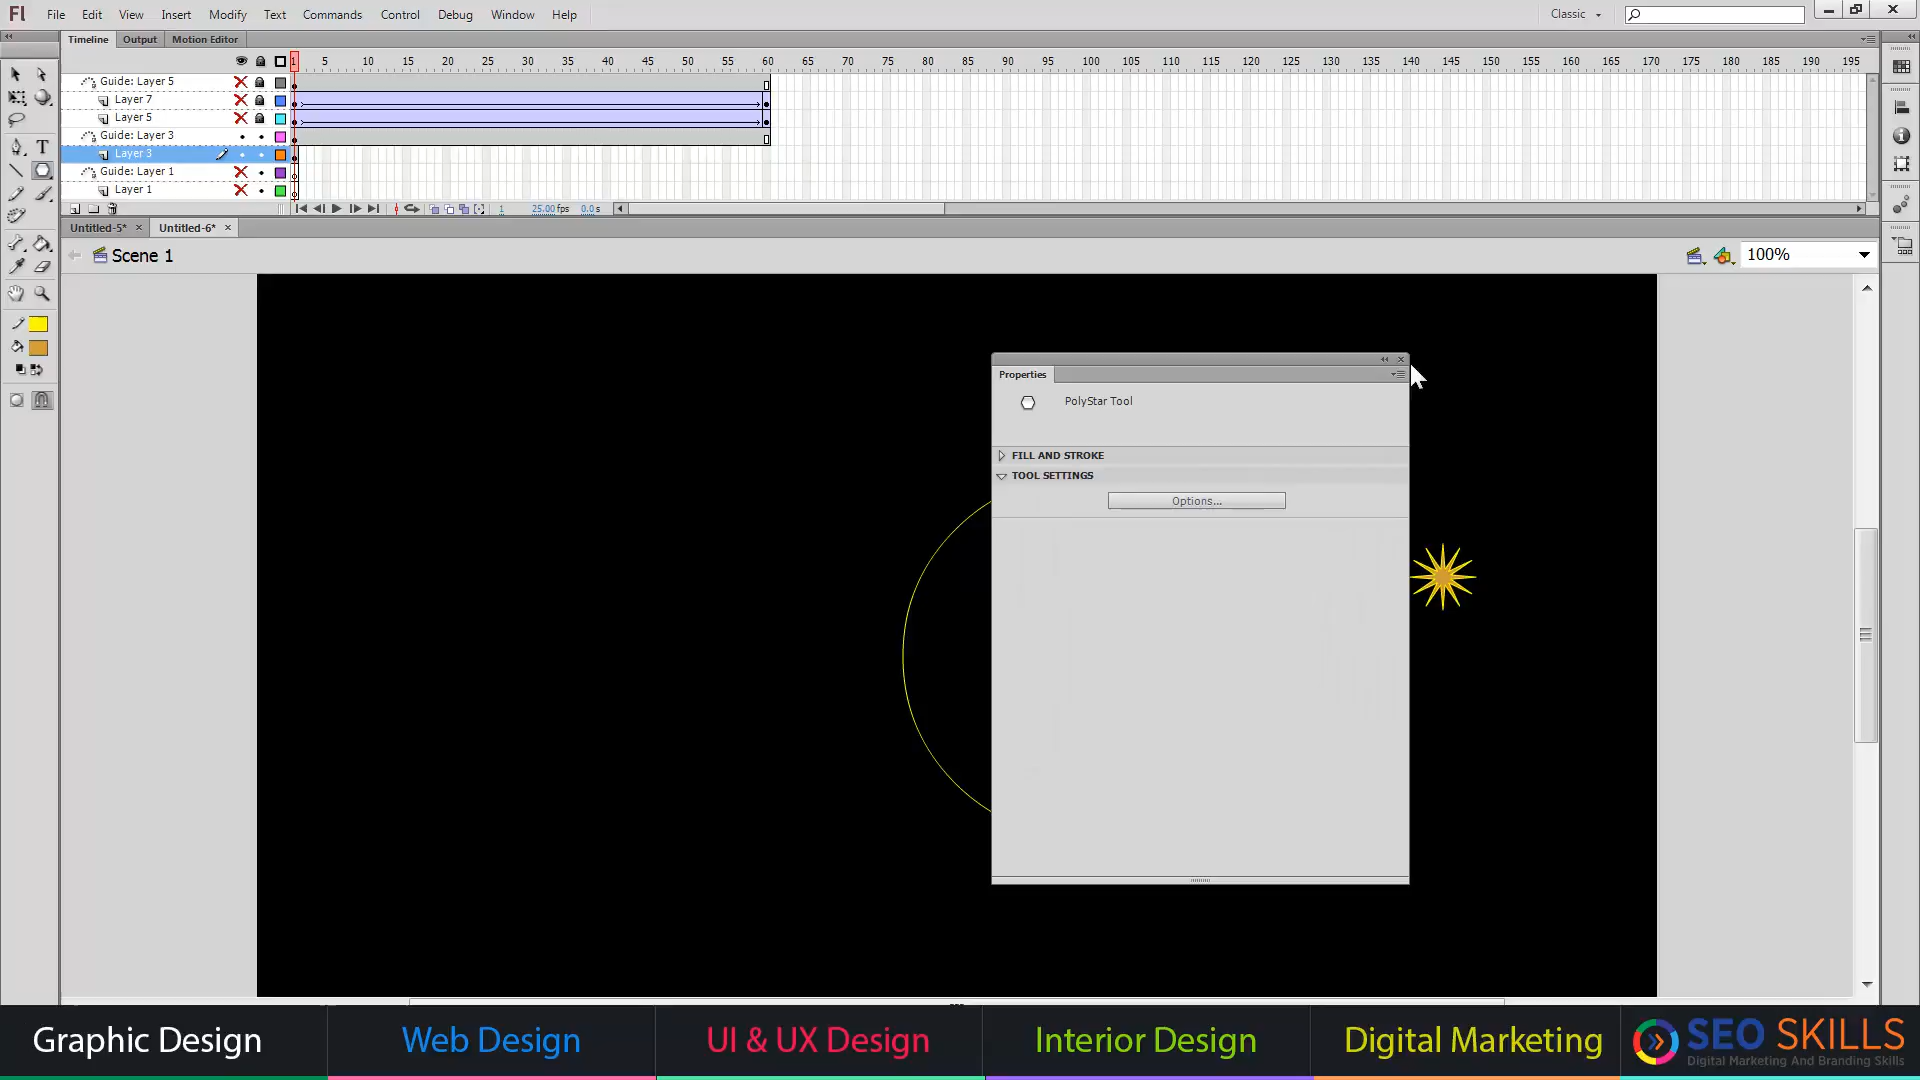 Fl File Edit View Insert Modify Text Commands Control Debug Window Help Classic
Timeline Output Motion Editor
1 5 10 15 20 25 30 35 40 45 50 55 60 65 70 75 80 85 90 95 100 105 110 115 120 125 130 135 140 145 150 155 160 165 170 175 180 185 190 195
Guide: Layer 5
Layer 7
Layer 5
Guide: Layer 3
Layer 3
Guide: Layer 1
Layer 1
1 25.00 fps 0.0 s
Untitled-5* Untitled-6*
Scene 1 100%
Properties
PolyStar Tool
FILL AND STROKE
TOOL SETTINGS
Options...
Graphic Design Web Design UI & UX Design Interior Design Digital Marketing SEO SKILLS
Digital Marketing And Branding Skills